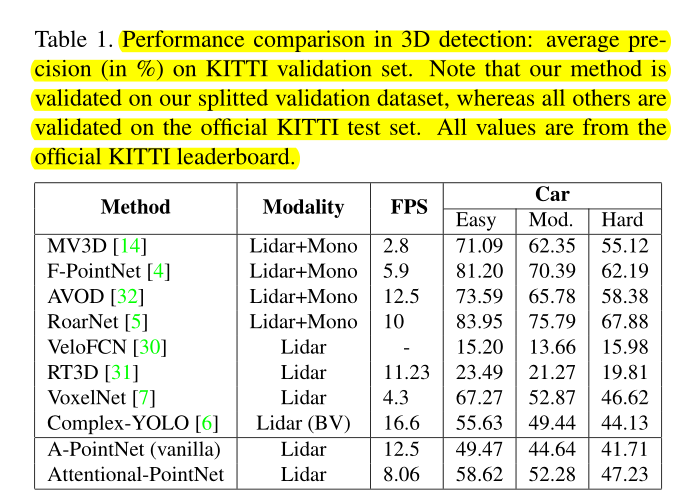 Table 1. Performance comparison in 3D detection: average pre-
cision (in %) on KITTI validation set. Note that our method is
validated on our splitted validation dataset, whereas all others are
validated on the official KITTI test set. All values are from the
official KITTI leaderboard.
Method Modality FPS Car
Easy Mod. Hard
MV3D [14] Lidar+Mono 2.8 71.09 62.35 55.12
F-PointNet [4] Lidar+Mono 5.9 81.20 70.39 62.19
AVOD [32] Lidar+Mono 12.5 73.59 65.78 58.38
RoarNet [5] Lidar+Mono 10 83.95 75.79 67.88
VeloFCN [30] Lidar - 15.20 13.66 15.98
RT3D [31] Lidar 11.23 23.49 21.27 19.81
VoxelNet [7] Lidar 4.3 67.27 52.87 46.62
Complex-YOLO [6] Lidar (BV) 16.6 55.63 49.44 44.13
A-PointNet (vanilla) Lidar 12.5 49.47 44.64 41.71
Attentional-PointNet Lidar 8.06 58.62 52.28 47.23